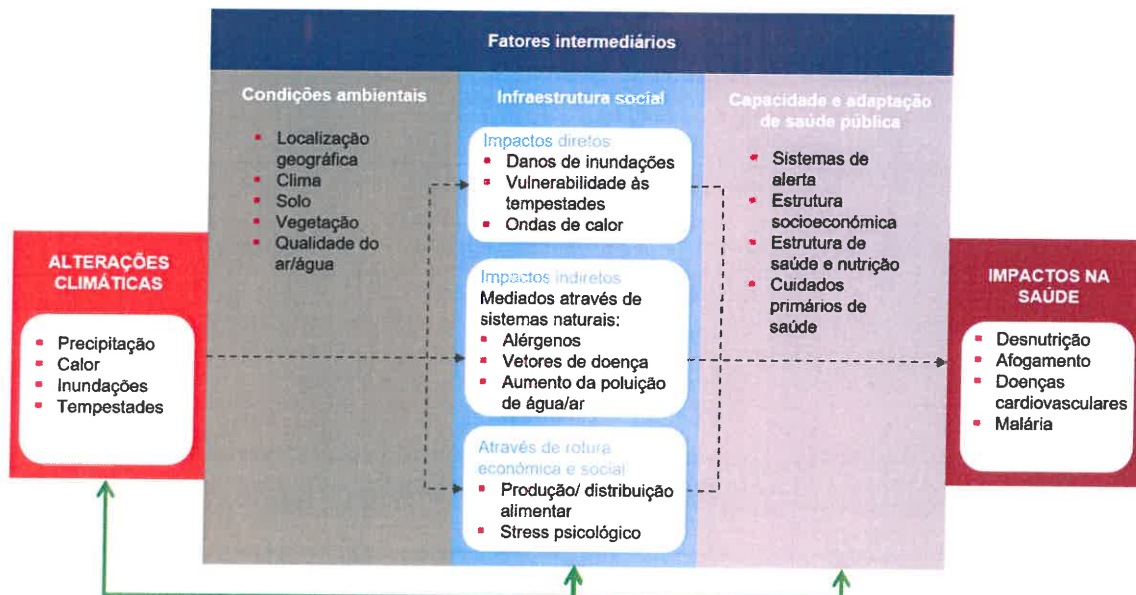 Fatores intermediários
Condições ambientais
Localização
geográfica
Clima
Solo
Vegetação
Qualidade do
ar/água
Infraestrutura social
Impactos diretos
Danos de inundações
Vulnerabilidade às
tempestades
Ondas de calor
Impactos indiretos
Mediados através de
sistemas naturais:
Alérgenos
Vetores de doença
Aumento da poluição
de água/ar
Através de rotura
económica e social
Produção/ distribuição
alimentar
Stress psicológico
Capacidade e adaptação
de saúde pública
Sistemas de
alerta
Estrutura
socioeconómica
Estrutura de
saúde e nutrição
Cuidados
primários de
saúde
ALTERAÇÕES
CLIMÁTICAS
Precipitação
Calor
Inundações
Tempestades
IMPACTOS NA
SAÚDE
Desnutrição
Afogamento
Doenças
cardiovasculares
Malária